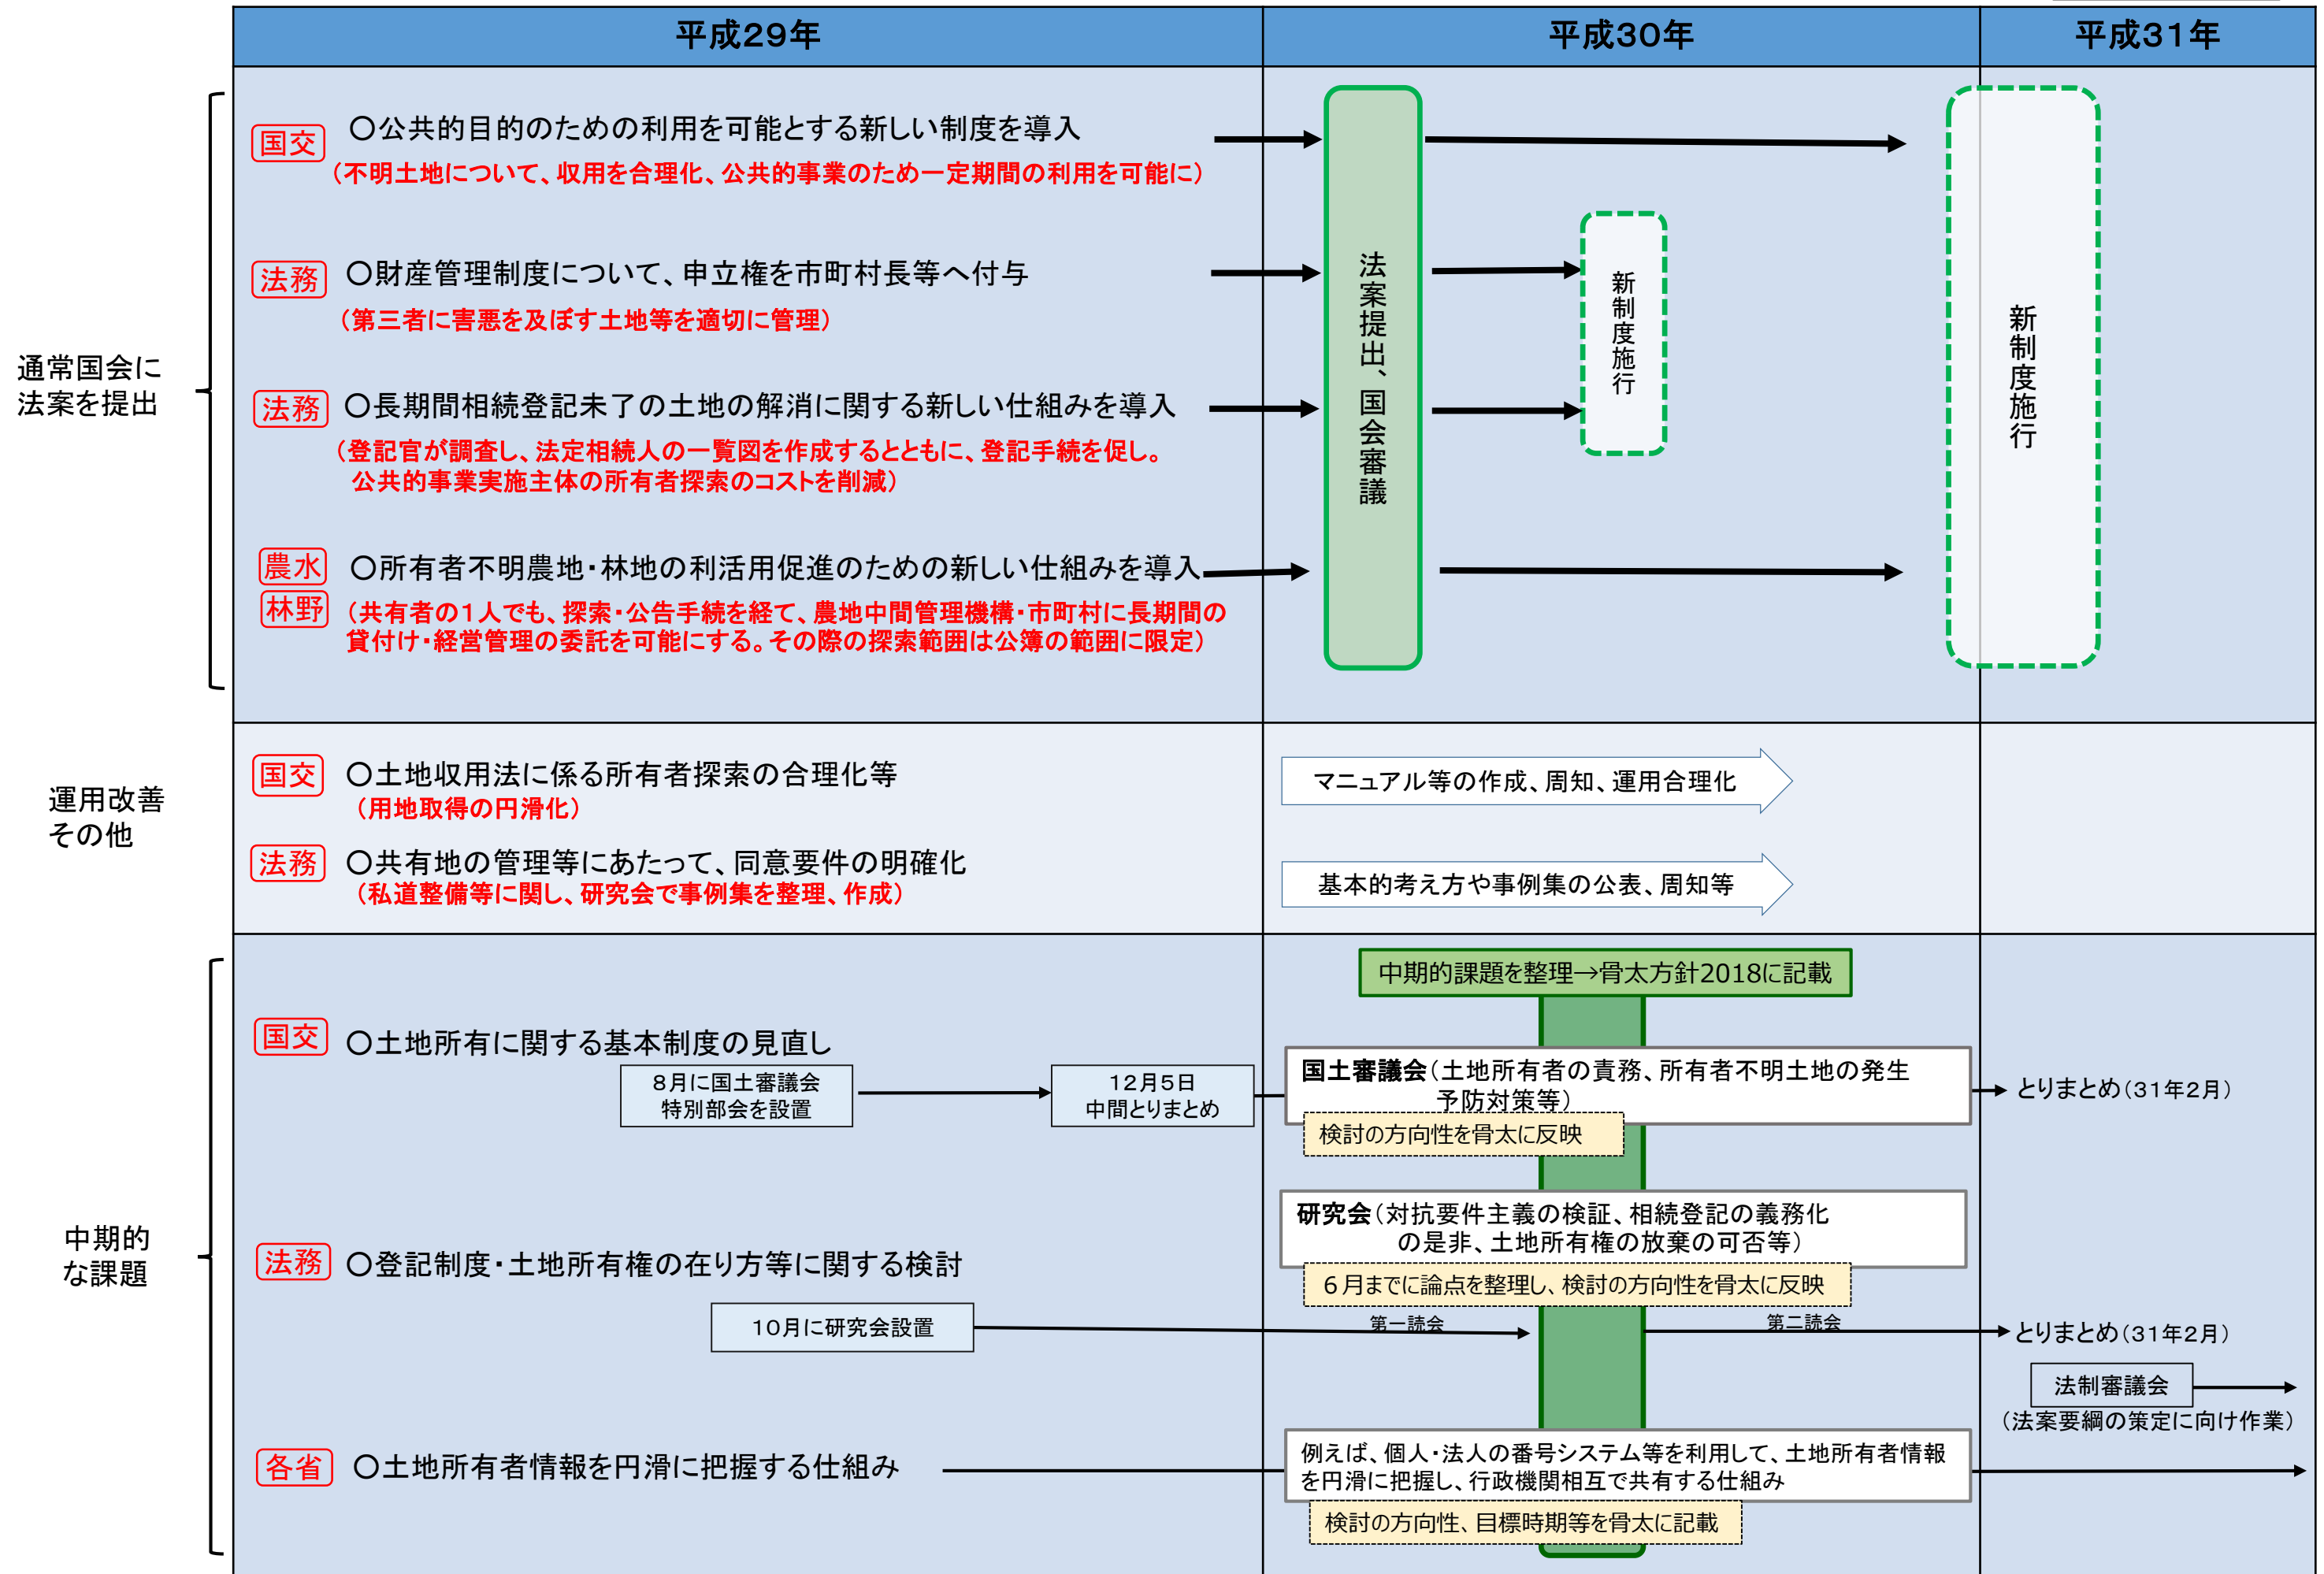 平成29年
平成30年
平成31年
通常国会に
法案を提出
国交
○公共的目的のための利用を可能とする新しい制度を導入
（不明土地について、収用を合理化、公共的事業のため一定期間の利用を可能に）
法務
○財産管理制度について、申立権を市町村長等へ付与
（第三者に害悪を及ぼす土地等を適切に管理）
法務
○長期間相続登記未了の土地の解消に関する新しい仕組みを導入
（登記官が調査し、法定相続人の一覧図を作成するとともに、登記手続を促し。
公共的事業実施主体の所有者探索のコストを削減）
農水
林野
○所有者不明農地・林地の利活用促進のための新しい仕組みを導入
（共有者の１人でも、探索・公告手続を経て、農地中間管理機構・市町村に長期間の
貸付け・経営管理の委託を可能にする。その際の探索範囲は公簿の範囲に限定）
法案提出、国会審議
新制度施行
新制度施行
運用改善
その他
国交
○土地収用法に係る所有者探索の合理化等
（用地取得の円滑化）
マニュアル等の作成、周知、運用合理化
法務
○共有地の管理等にあたって、同意要件の明確化
（私道整備等に関し、研究会で事例集を整理、作成）
基本的考え方や事例集の公表、周知等
中期的
な課題
中期的課題を整理→骨太方針2018に記載
国交
○土地所有に関する基本制度の見直し
８月に国土審議会
特別部会を設置
１２月５日
中間とりまとめ
国土審議会（土地所有者の責務、所有者不明土地の発生
予防対策等）
検討の方向性を骨太に反映
とりまとめ（３１年２月）
法務
○登記制度・土地所有権の在り方等に関する検討
研究会（対抗要件主義の検証、相続登記の義務化
の是非、土地所有権の放棄の可否等）
６月までに論点を整理し、検討の方向性を骨太に反映
１０月に研究会設置
第一読会
第二読会
とりまとめ（３１年２月）
法制審議会
（法案要綱の策定に向け作業）
各省
○土地所有者情報を円滑に把握する仕組み
例えば、個人・法人の番号システム等を利用して、土地所有者情報
を円滑に把握し、行政機関相互で共有する仕組み
検討の方向性、目標時期等を骨太に記載